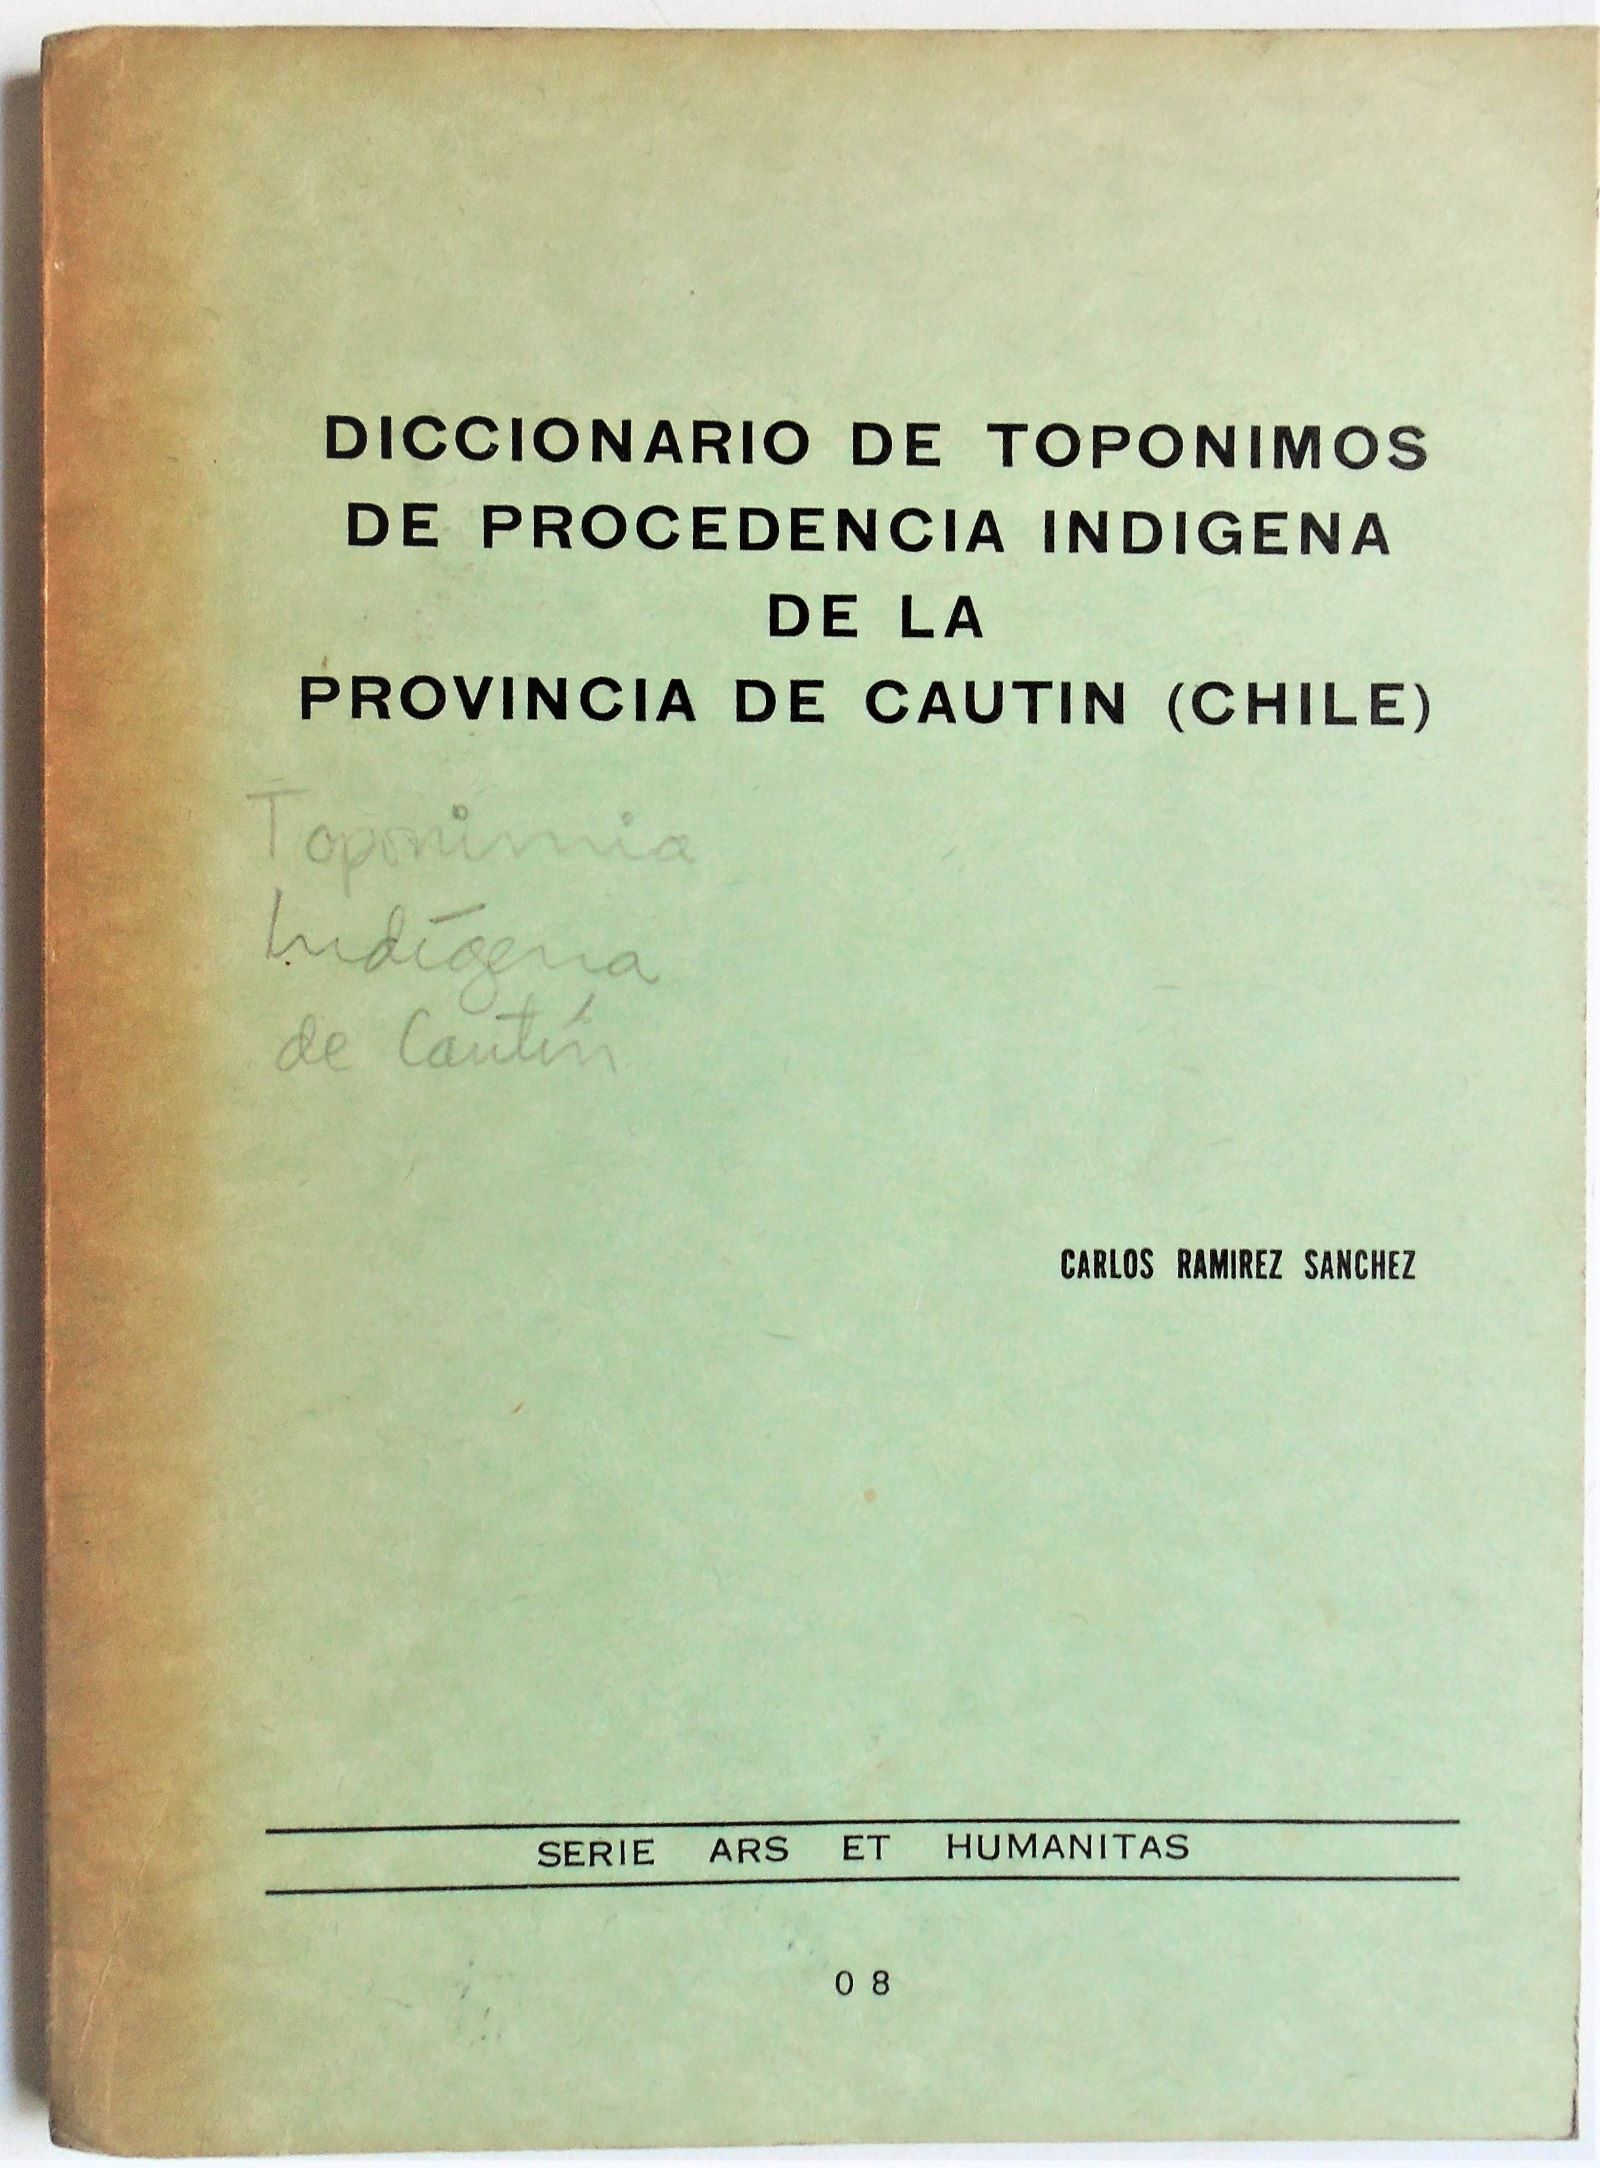 DICCIONARIO DE TOPONIMOS
DE PROCEDENCIA INDIGENA
DE LA
PROVINCIA DE CAUTIN (CHILE)
Toponimia
Indígena
de Cautín
CARLOS RAMIREZ SANCHEZ
SERIE ARS ET HUMANITAS
08